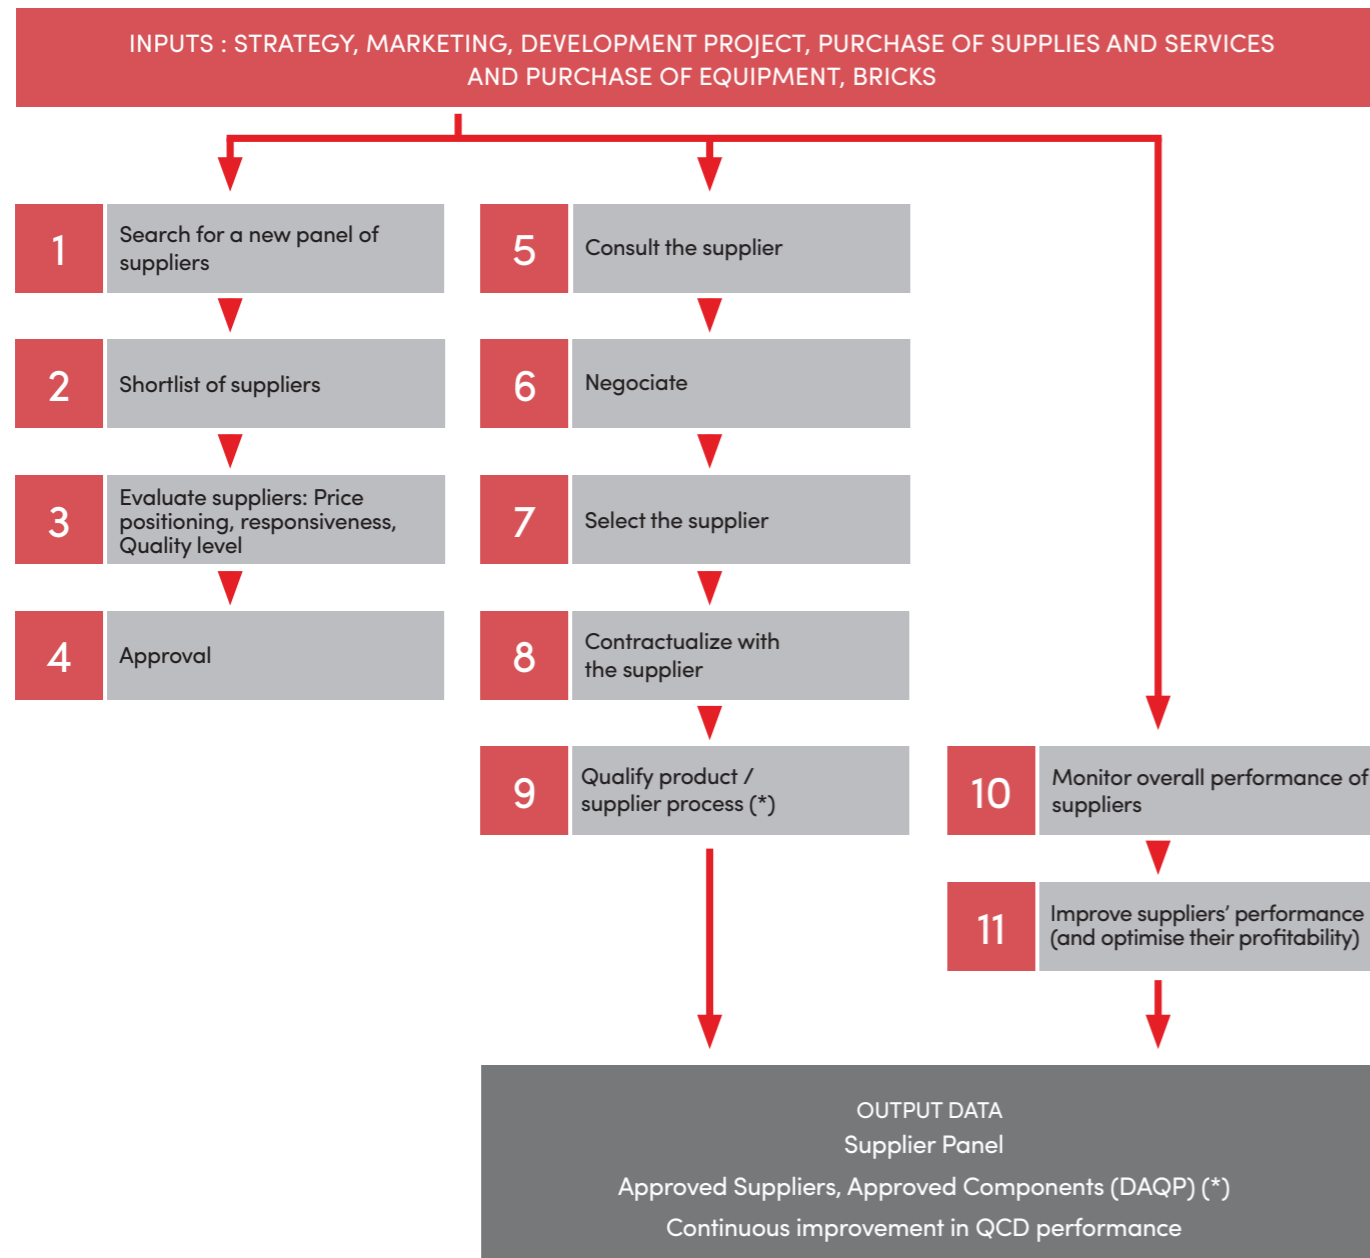 INPUTS : STRATEGY, MARKETING, DEVELOPMENT PROJECT, PURCHASE OF SUPPLIES AND SERVICES
AND PURCHASE OF EQUIPMENT, BRICKS
1
Search for a new panel of
suppliers
2
Shortlist of suppliers
3
Evaluate suppliers: Price
positioning, responsiveness,
Quality level
4
Approval
5
Consult the supplier
6
Negociate
7
Select the supplier
8
Contractualize with
the supplier
9
Qualify product /
supplier process (*)
10
Monitor overall performance of
suppliers
11
Improve suppliers’ performance
(and optimise their profitability)
OUTPUT DATA
Supplier Panel
Approved Suppliers, Approved Components (DAQP) (*)
Continuous improvement in QCD performance